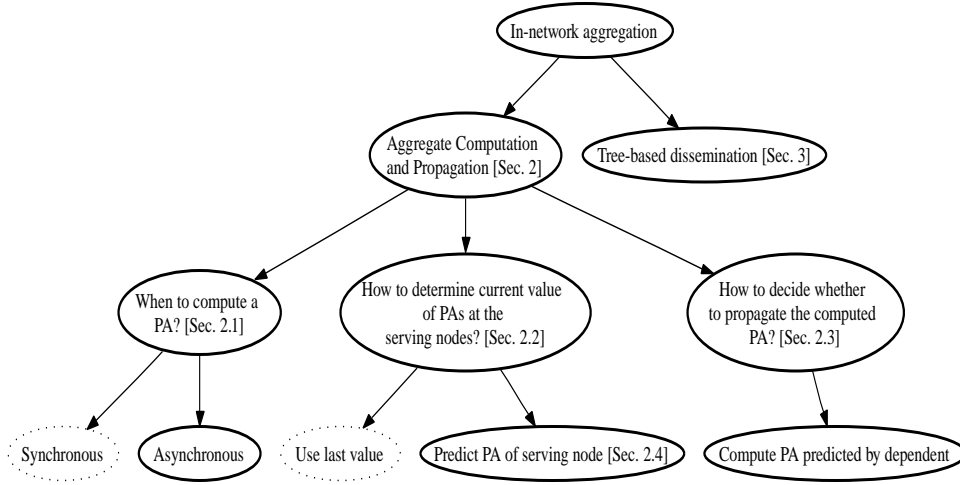 In-network aggregation
Aggregate Computation
and Propagation [Sec. 2]
Tree-based dissemination [Sec. 3]
When to compute a
PA? [Sec. 2.1]
How to determine current value
of PAs at the
serving nodes? [Sec. 2.2]
How to decide whether
to propagate the computed
PA? [Sec. 2.3]
Synchronous
Asynchronous
Use last value
Predict PA of serving node [Sec. 2.4]
Compute PA predicted by dependent